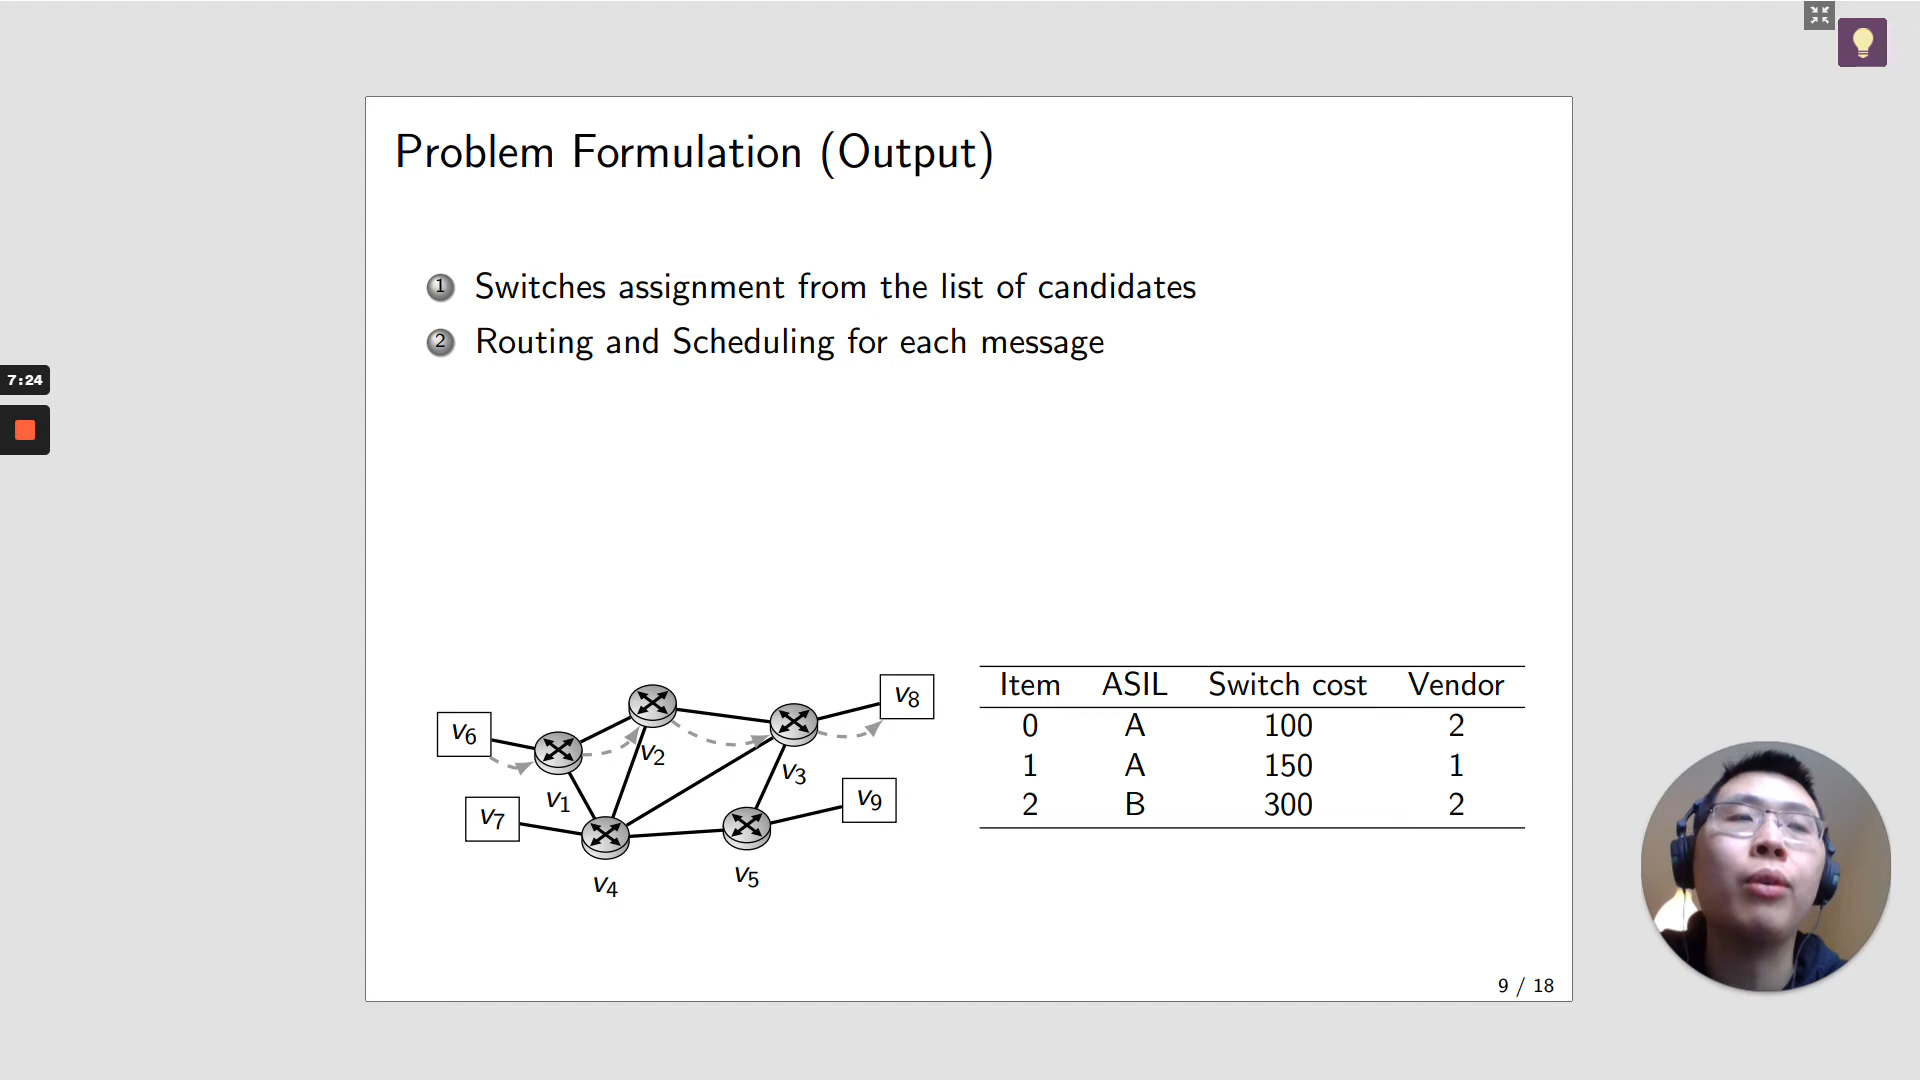 Problem Formulation (Output)
1 Switches assignment from the list of candidates
2 Routing and Scheduling for each message
7:24
v6
v7
v1
v2
v4
v3
v5
v8
v9
Item ASIL Switch cost Vendor
0 A 100 2
1 A 150 1
2 B 300 2
9 / 18